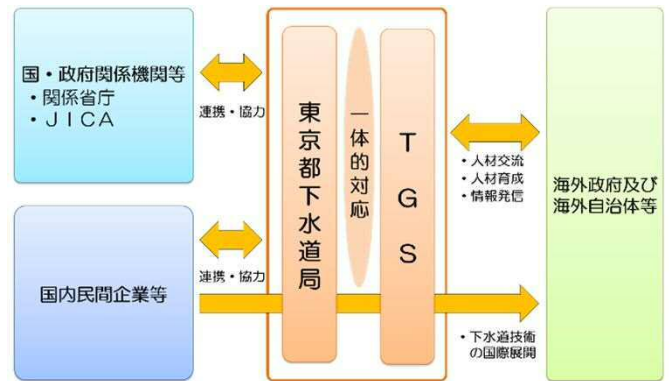 国・政府関係機関等
・関係省庁
・ＪＩＣＡ
連携・協力
国内民間企業等
連携・協力
東京都下水道局
一体的対応
ＴＧＳ
・人材交流
・人材育成
・情報発信
・下水道技術
の国際展開
海外政府及び
海外自治体等